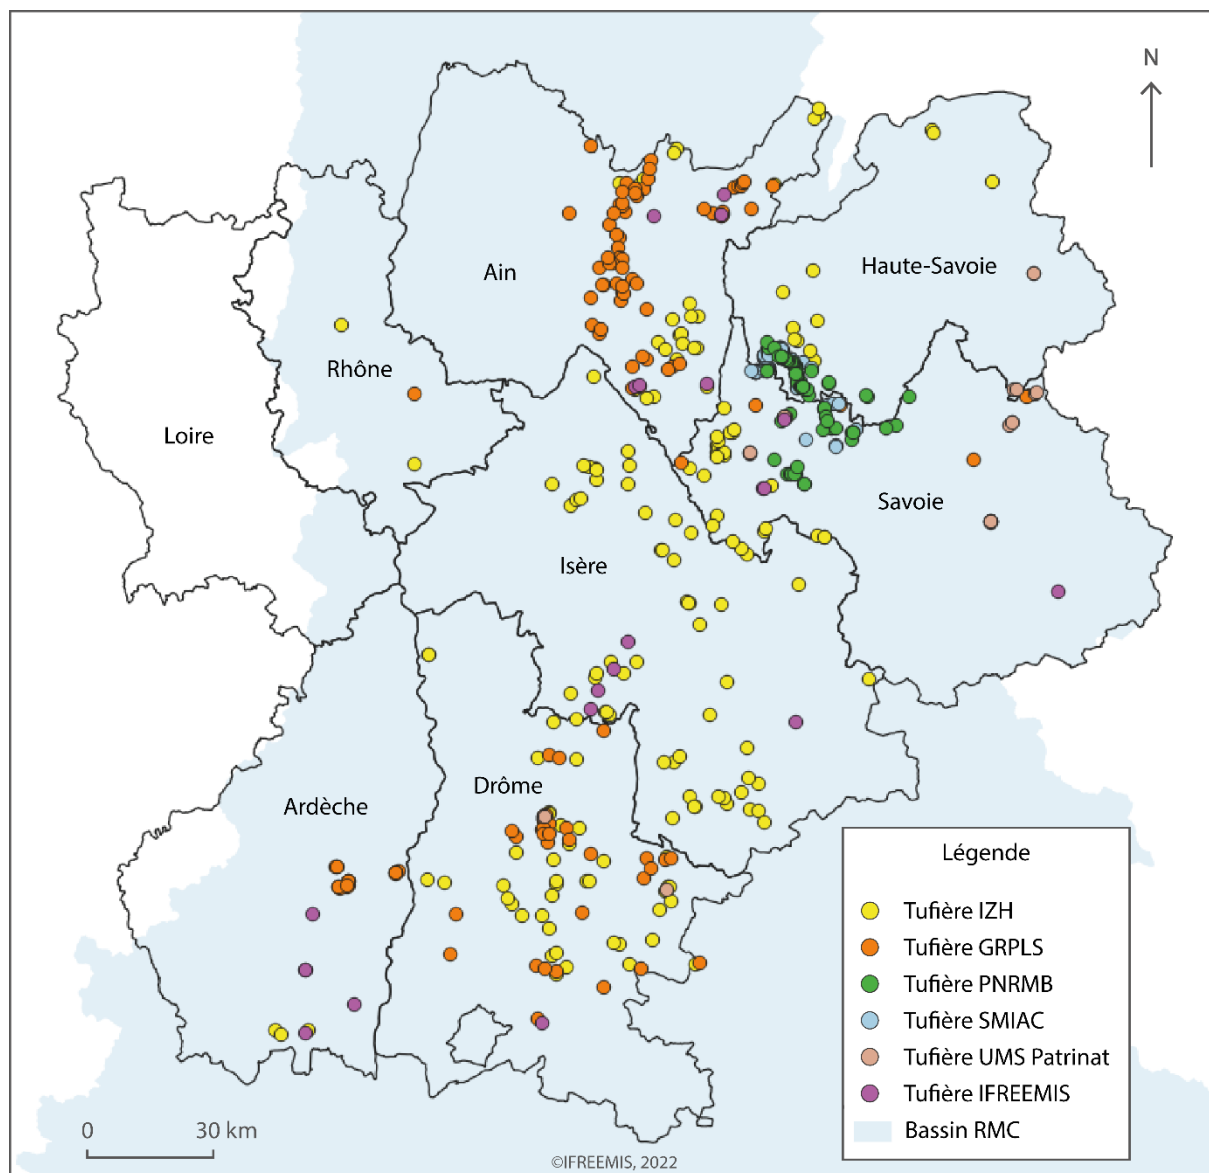 N
Ain
Haute-Savoie
Rhône
Loire
Savoie
Isère
Drôme
Ardèche
Légende
Tufière IZH
Tufière GRPLS
Tufière PNRMB
Tufière SMIAC
Tufière UMS Patrinat
Tufière IFREEMIS
Bassin RMC
0 30 km
©IFREEMIS, 2022